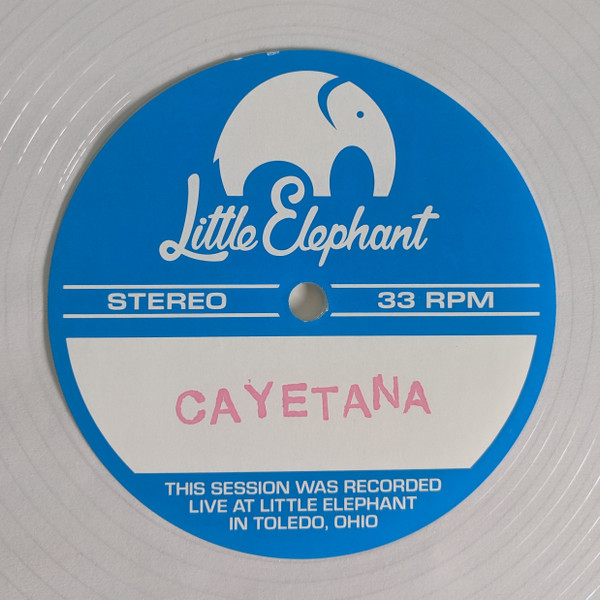 Little Elephant
STEREO 33 RPM
CAYETANA
THIS SESSION WAS RECORDED
LIVE AT LITTLE ELEPHANT
IN TOLEDO, OHIO